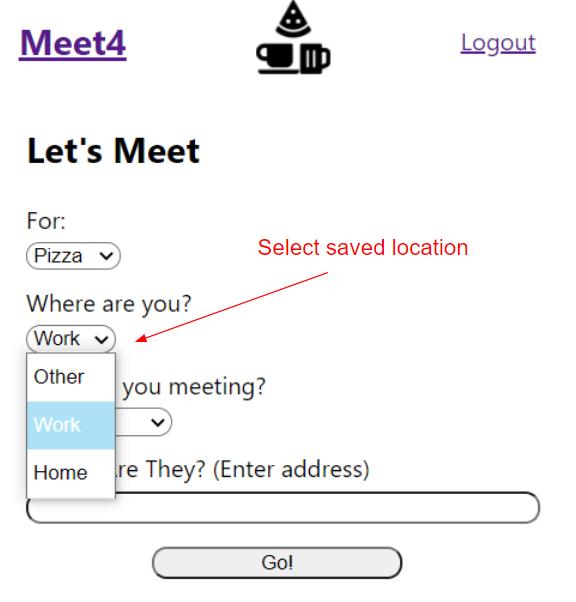 Meet4
Logout
Let's Meet
For:
Pizza
Select saved location
Where are you?
Work
Other
you meeting?
Work
Home
re They? (Enter address)
Go!